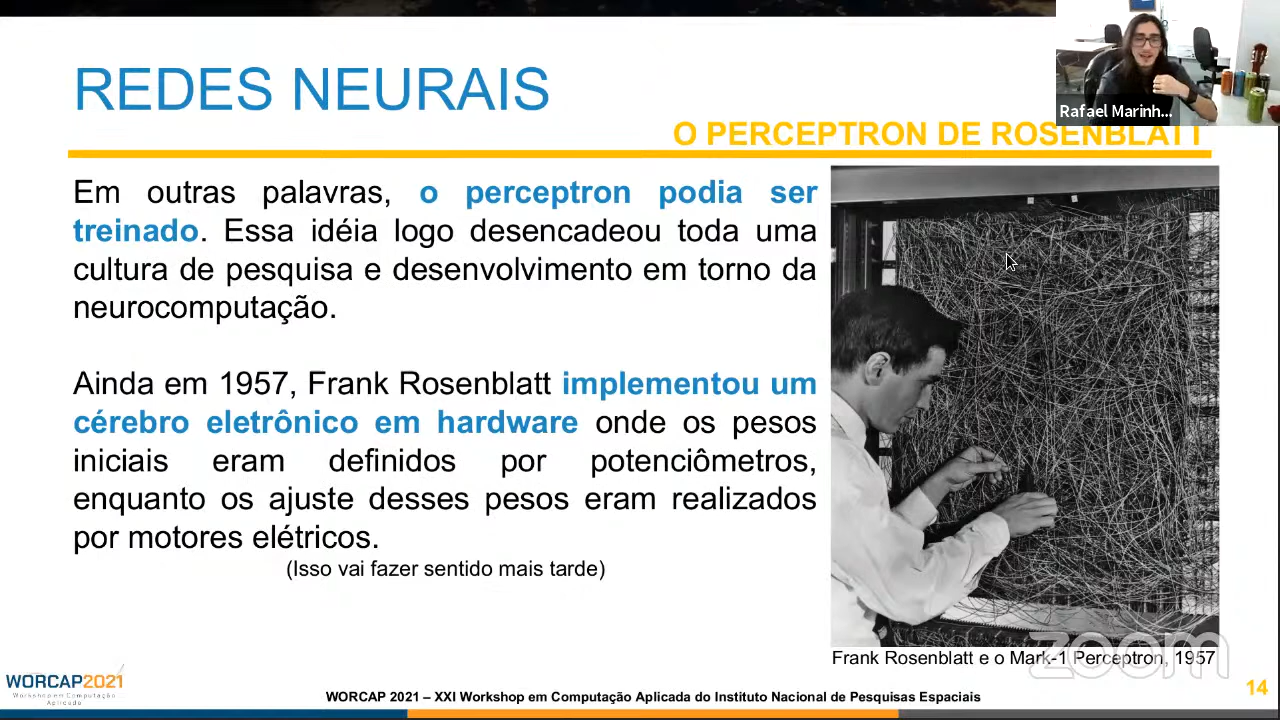 REDES NEURAIS
Rafael Marinh...
O PERCEPTRON DE ROSENBLATT
Em outras palavras, o perceptron podia ser
treinado. Essa idéia logo desencadeou toda uma
cultura de pesquisa e desenvolvimento em torno da
neurocomputação.
Ainda em 1957, Frank Rosenblatt implementou um
cérebro eletrônico em hardware onde os pesos
iniciais eram definidos por potenciômetros,
enquanto os ajuste desses pesos eram realizados
por motores elétricos.
(Isso vai fazer sentido mais tarde)
zoom
Frank Rosenblatt e o Mark-1 Perceptron, 1957
WORCAP2021
Workshop em Computação
Aplicada
WORCAP 2021 – XXI Workshop em Computação Aplicada do Instituto Nacional de Pesquisas Espaciais
14